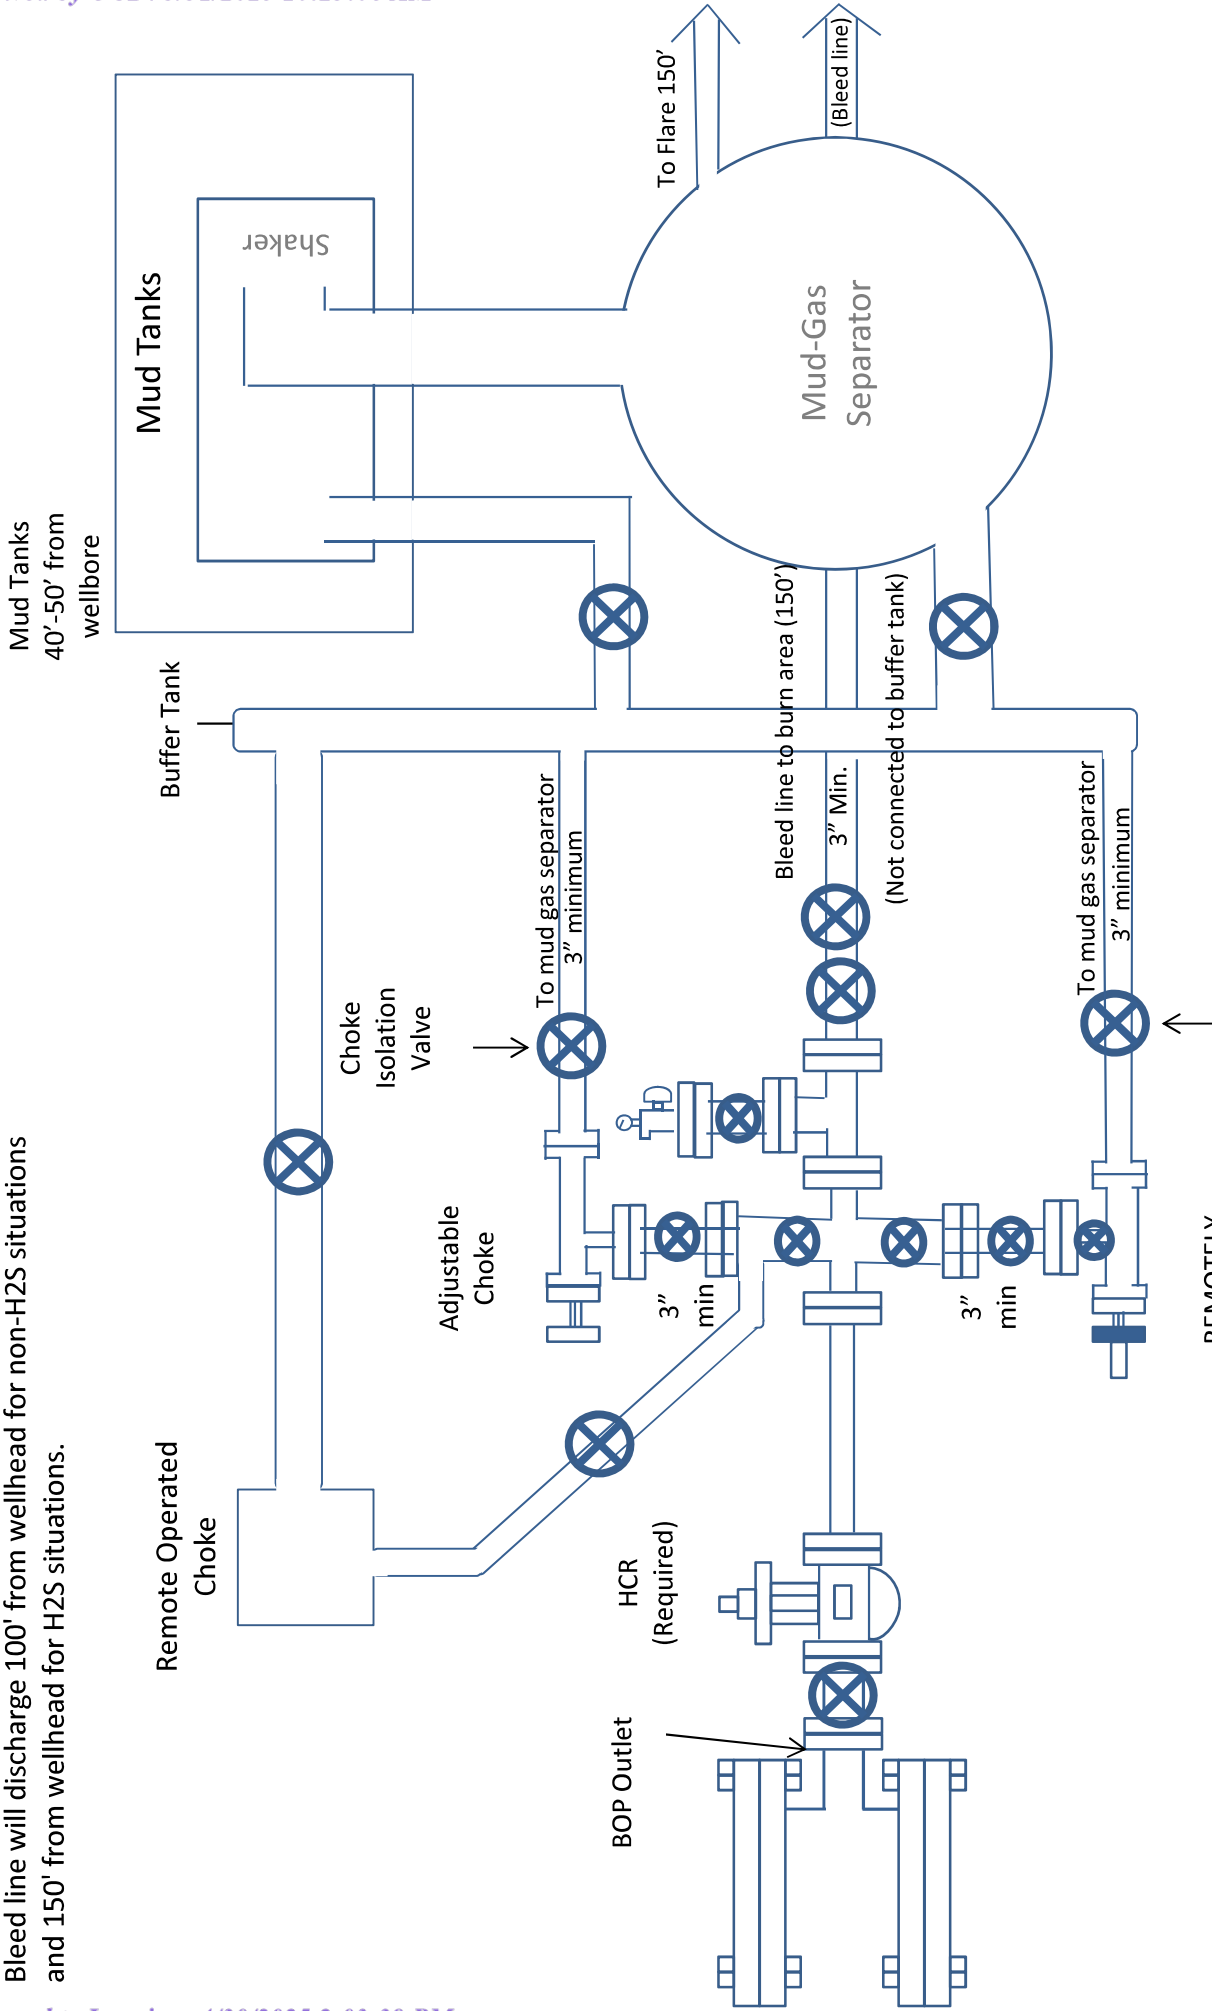 Bleed line will discharge 100' from wellhead for non-H2S situations
and 150' from wellhead for H2S situations.
Mud Tanks
40’-50’ from
wellbore
Mud Tanks
Shaker
Buffer Tank
Remote Operated
Choke
Choke
Isolation
Valve
Adjustable
Choke
To mud gas separator
3” minimum
To Flare 150’
(Bleed line)
Mud-Gas
Separator
BOP Outlet
HCR
(Required)
3”
min
Bleed line to burn area (150’)
3” Min.
(Not connected to buffer tank)
3”
min
To mud gas separator
3” minimum